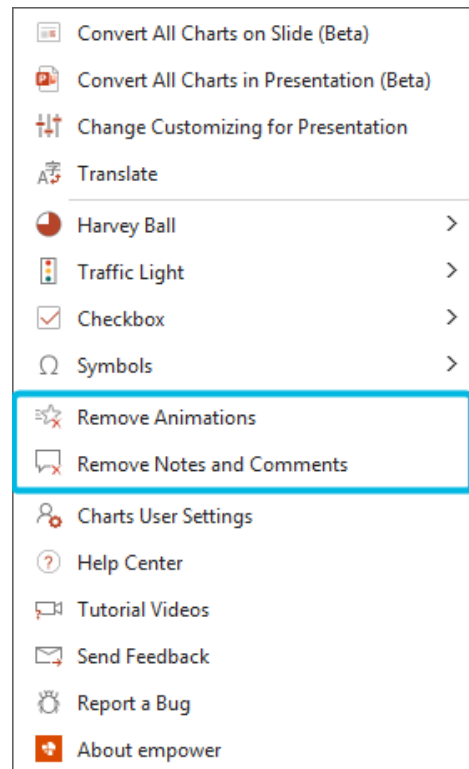 Convert All Charts on Slide (Beta)
Convert All Charts in Presentation (Beta)
Change Customizing for Presentation
Translate
Harvey Ball
Traffic Light
Checkbox
Symbols
Remove Animations
Remove Notes and Comments
Charts User Settings
Help Center
Tutorial Videos
Send Feedback
Report a Bug
About empower